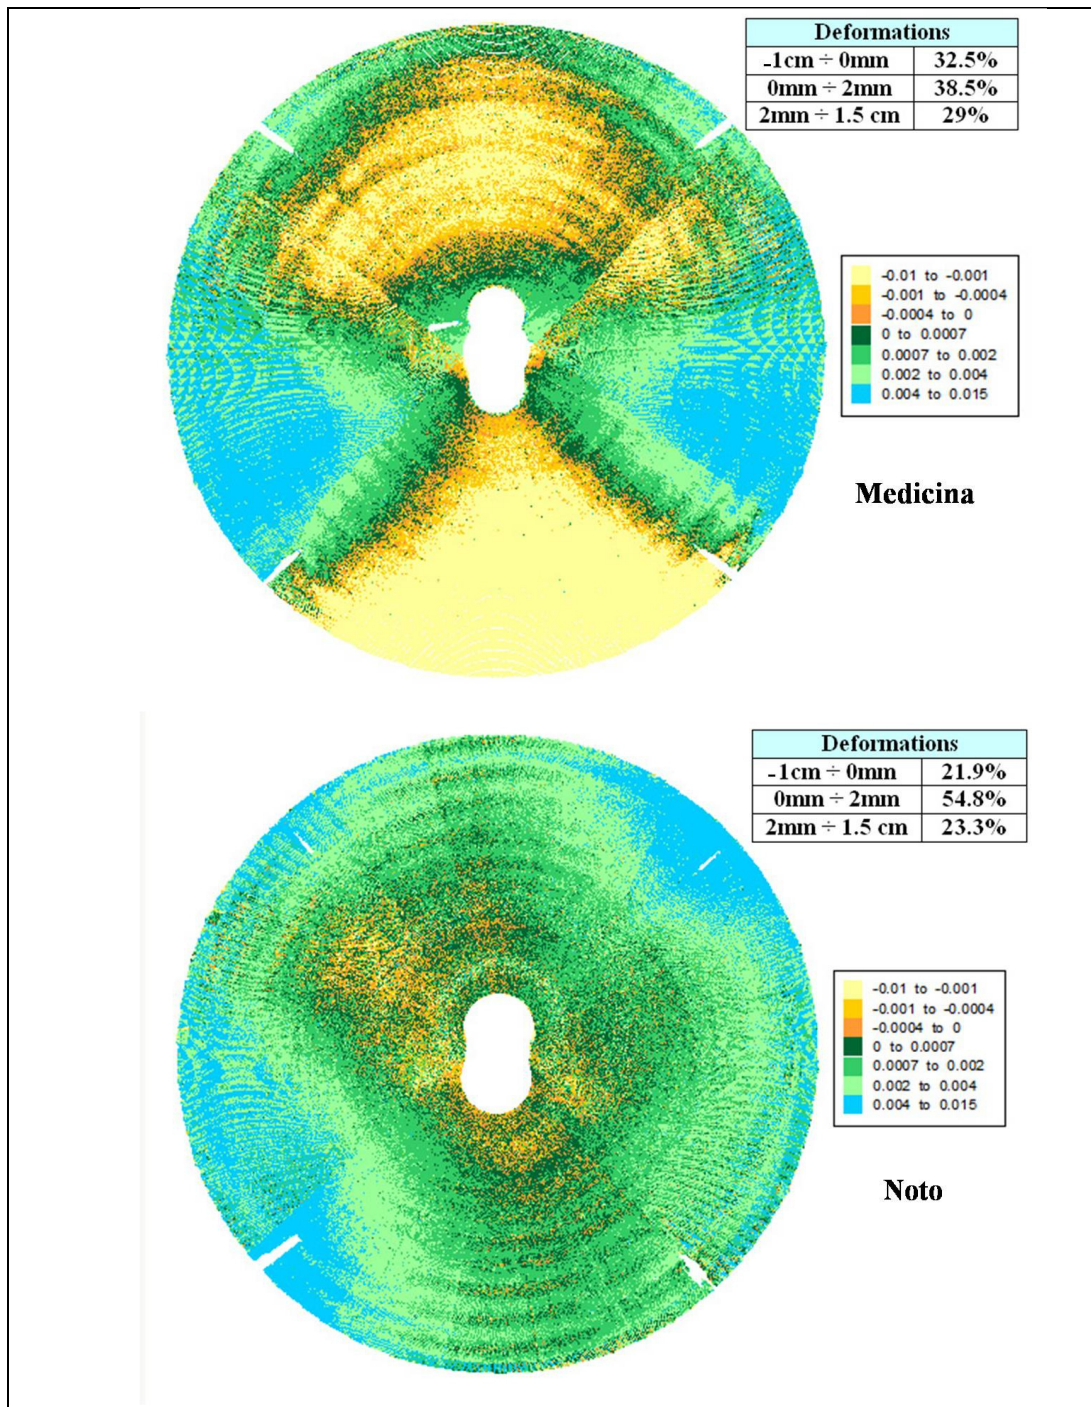 Deformations
-1cm ÷ 0mm 32.5%
0mm ÷ 2mm 38.5%
2mm ÷ 1.5 cm 29%
-0.01 to -0.001
-0.001 to -0.0004
-0.0004 to 0
0 to 0.0007
0.0007 to 0.002
0.002 to 0.004
0.004 to 0.015
Medicina
Deformations
-1cm ÷ 0mm 21.9%
0mm ÷ 2mm 54.8%
2mm ÷ 1.5 cm 23.3%
-0.01 to -0.001
-0.001 to -0.0004
-0.0004 to 0
0 to 0.0007
0.0007 to 0.002
0.002 to 0.004
0.004 to 0.015
Noto